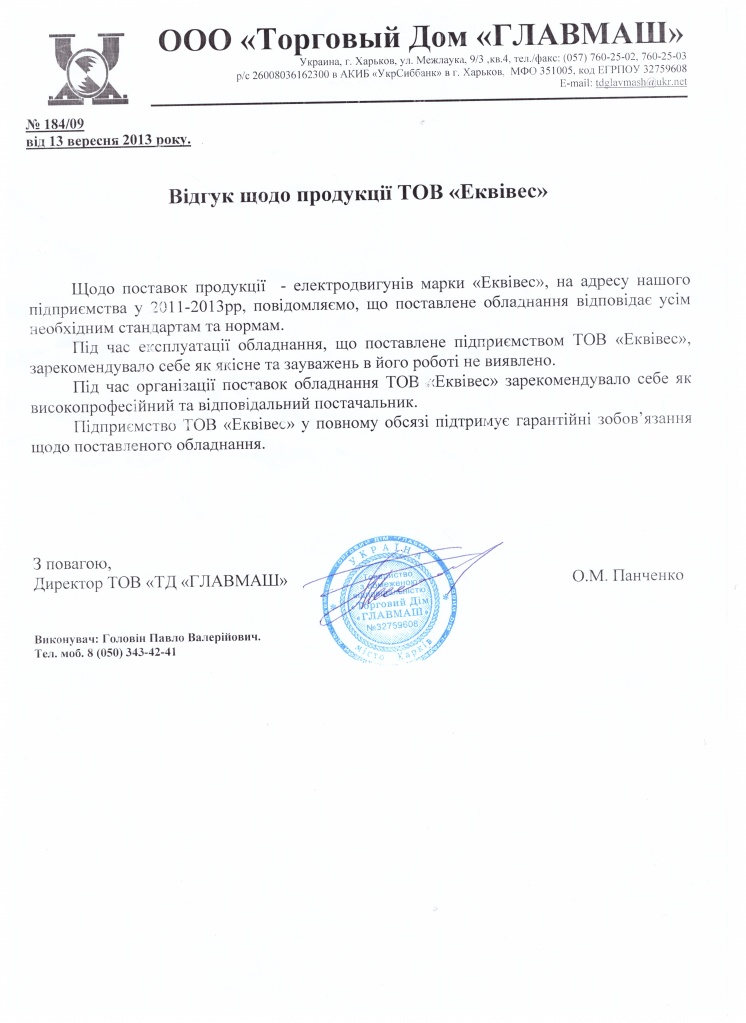 ООО «Торговый Дом «ГЛАВМАШ»
Украина, г. Харьков, ул. Межлаука, 9/3 ,кв.4, тел./факс: (057) 760-25-02, 760-25-03
р/с 26008036162300 в АКИБ «УкрСиббанк» в г. Харьков, МФО 351005, код ЕГРПОУ 32759608
E-mail: tdglavmash@ukr.net
№ 184/09
від 13 вересня 2013 року.
Відгук щодо продукції ТОВ «Еквівес»
Щодо поставок продукції - електродвигунів марки «Еквівес», на адресу нашого
підприємства у 2011-2013рр, повідомляємо, що поставлене обладнання відповідає усім
необхідним стандартам та нормам.
Під час експлуатації обладнання, що поставлене підприємством ТОВ «Еквівес»,
зарекомендувало себе як якісне та зауважень в його роботі не виявлено.
Під час організації поставок обладнання ТОВ «Еквівес» зарекомендувало себе як
високопрофесійний та відповідальний постачальник.
Підприємство ТОВ «Еквівес» у повному обсязі підтримує гарантійні зобов’язання
щодо поставленого обладнання.
З повагою,
Директор ТОВ «ТД «ГЛАВМАШ»
О.М. Панченко
УКРАЇНА
товариство
з обмеженою
відповідальністю
Торговий Дім
«ГЛАВМАШ»
№32759608
місто Харків
Виконувач: Головін Павло Валерійович.
Тел. моб. 8 (050) 343-42-41